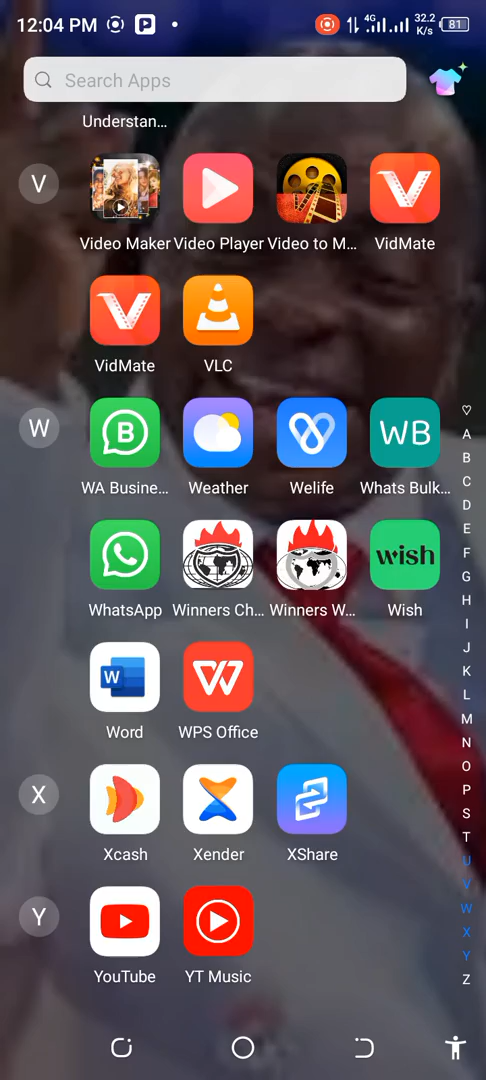 12:04 PM 4G 32.2 K/s 81
Search Apps
Understan...
V
Video Maker Video Player Video to M... VidMate
VidMate VLC
W
B WB
WA Busine... Weather Welife Whats Bulk...
wish
WhatsApp Winners Ch... Winners W... Wish
W
Word WPS Office
X
Xcash Xender XShare
Y
YouTube YT Music
A
B
C
D
E
F
G
H
I
J
K
L
M
N
O
P
S
T
U
V
W
X
Y
Z